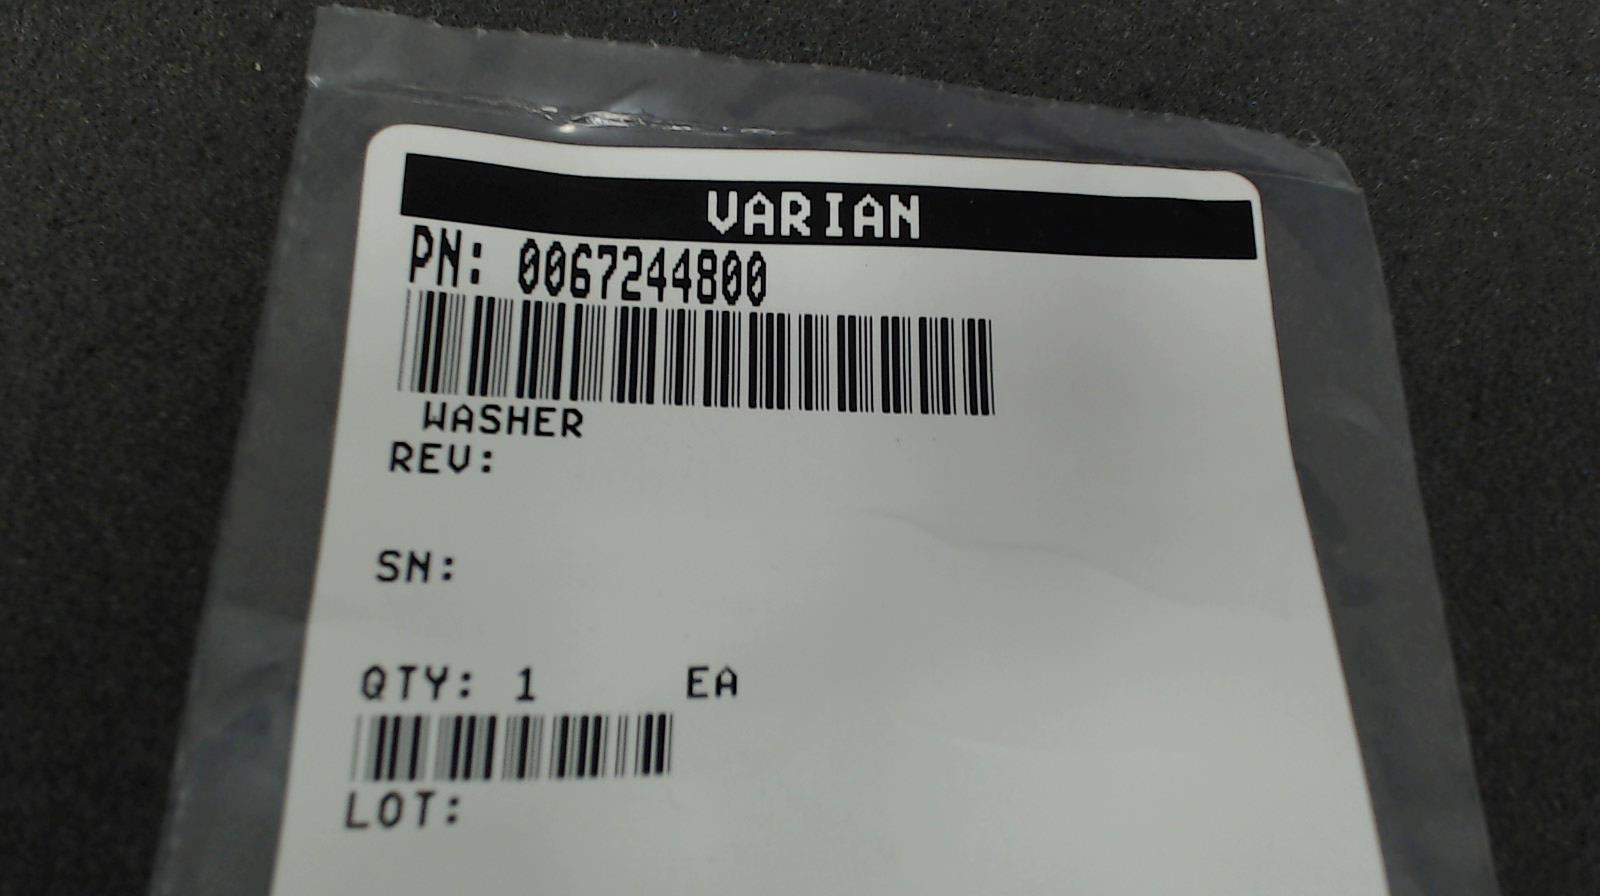 VARIAN
PN: 0067244800
WASHER
REV:
SN:
QTY: 1 EA
LOT: